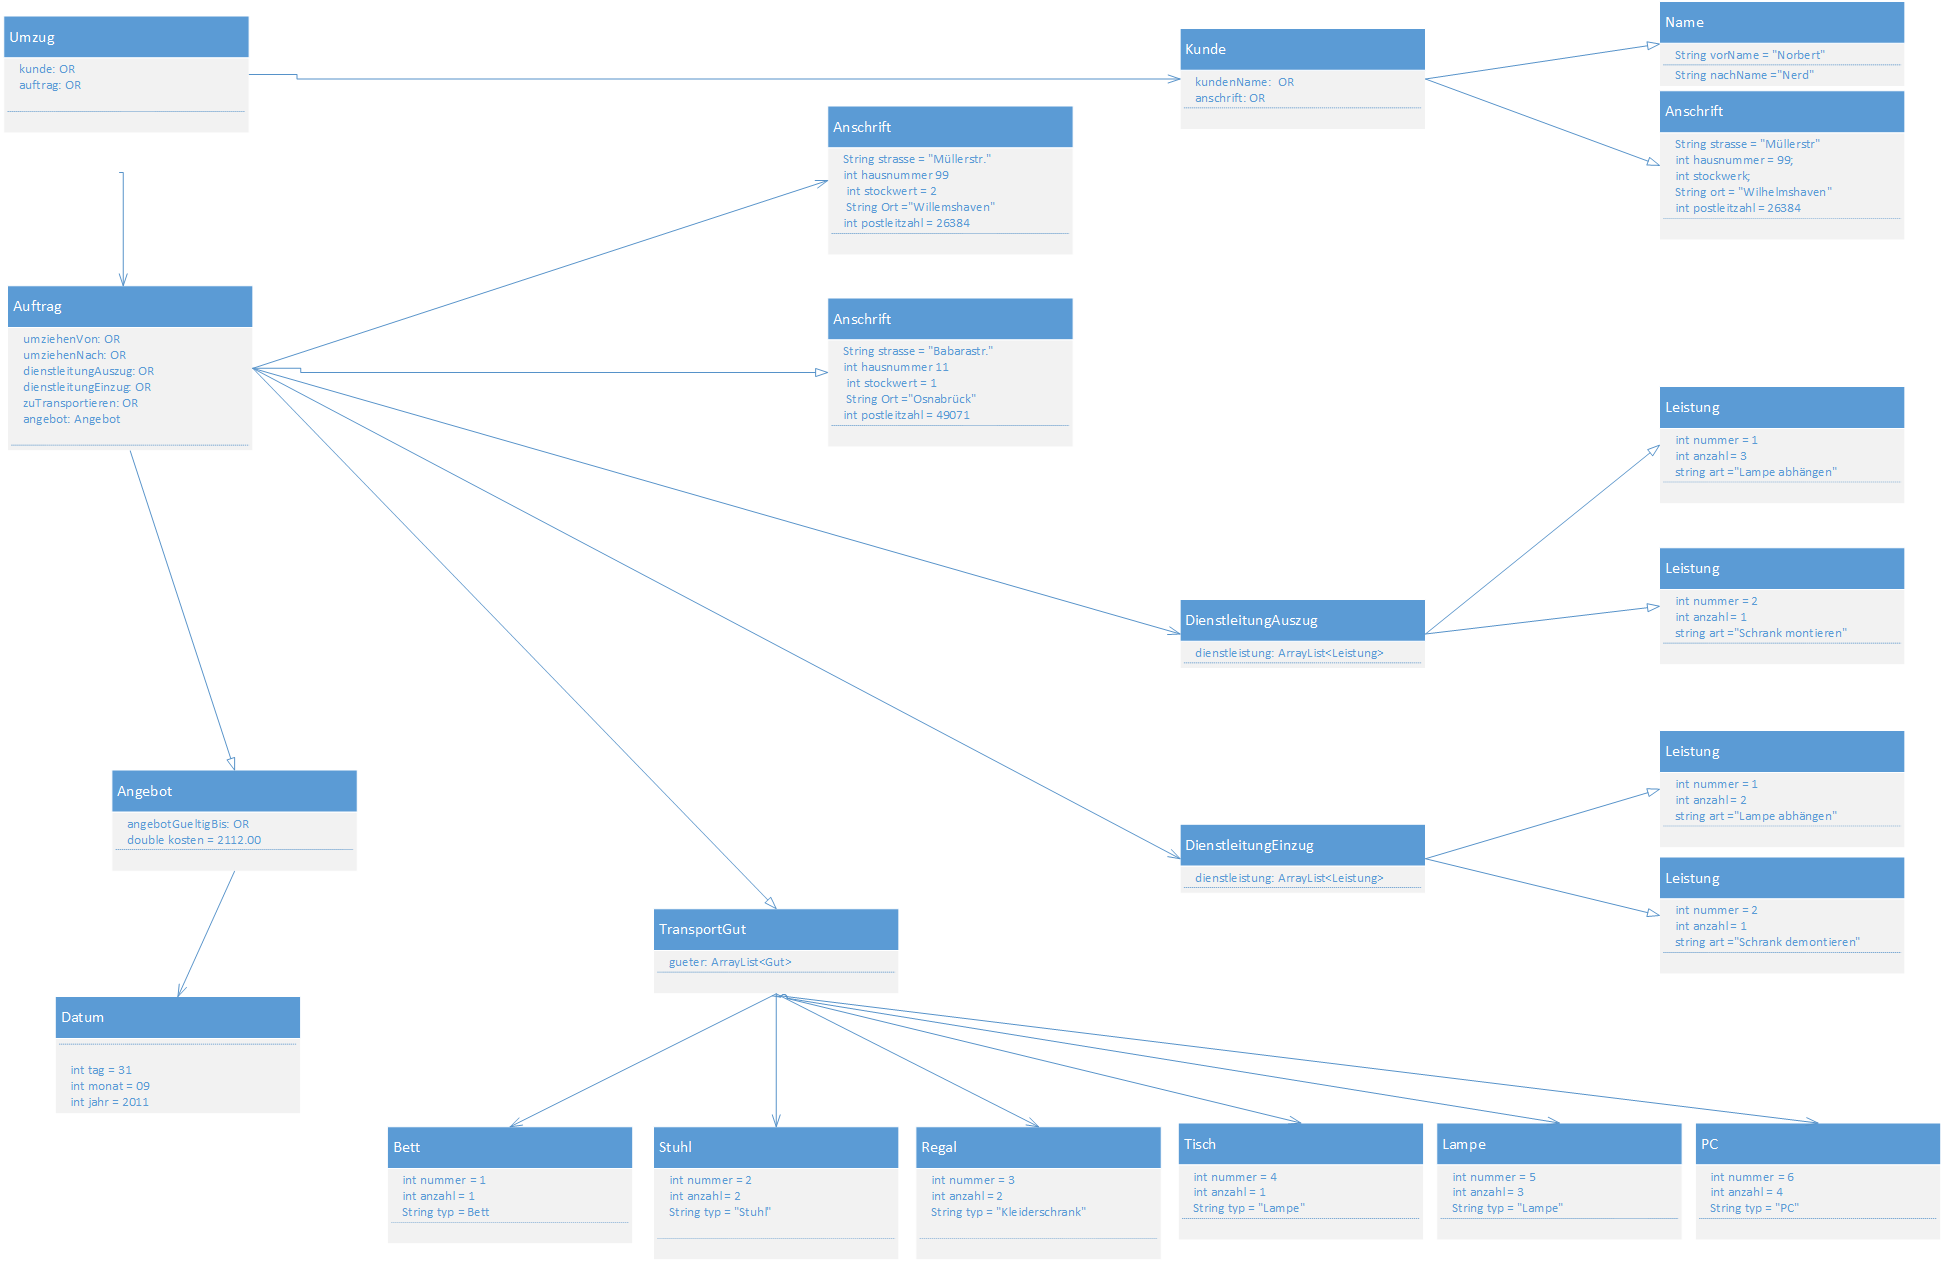 Umzug
kunde: OR
auftrag: OR
Kunde
kundenName:  OR
anschrift: OR
Name
String vorName = "Norbert"
String nachName ="Nerd"
Anschrift
String strasse = "Müllerstr"
int hausnummer = 99;
int stockwerk;
String ort = "Wilhelmshaven"
int postleitzahl = 26384
Anschrift
String strasse = "Müllerstr."
int hausnummer 99
int stockwert = 2
String Ort ="Willemshaven"
int postleitzahl = 26384
Auftrag
umziehenVon: OR
umziehenNach: OR
dienstleitungAuszug: OR
dienstleitungEinzug: OR
zuTransportieren: OR
angebot: Angebot
Anschrift
String strasse = "Babarastr."
int hausnummer 11
int stockwert = 1
String Ort ="Osnabrück"
int postleitzahl = 49071
Leistung
int nummer = 1
int anzahl = 3
string art ="Lampe abhängen"
Leistung
int nummer = 2
int anzahl = 1
string art ="Schrank montieren"
DienstleitungAuszug
dienstleistung: ArrayList<Leistung>
Leistung
int nummer = 1
int anzahl = 2
string art ="Lampe abhängen"
DienstleitungEinzug
dienstleistung: ArrayList<Leistung>
Leistung
int nummer = 2
int anzahl = 1
string art ="Schrank demontieren"
Angebot
angebotGueltigBis: OR
double kosten = 2112.00
TransportGut
gueter: ArrayList<Gut>
Datum
int tag = 31
int monat = 09
int jahr = 2011
Bett
int nummer = 1
int anzahl = 1
String typ = Bett
Stuhl
int nummer = 2
int anzahl = 2
String typ = "Stuhl"
Regal
int nummer = 3
int anzahl = 2
String typ = "Kleiderschrank"
Tisch
int nummer = 4
int anzahl = 1
String typ = "Lampe"
Lampe
int nummer = 5
int anzahl = 3
String typ = "Lampe"
PC
int nummer = 6
int anzahl = 4
String typ = "PC"